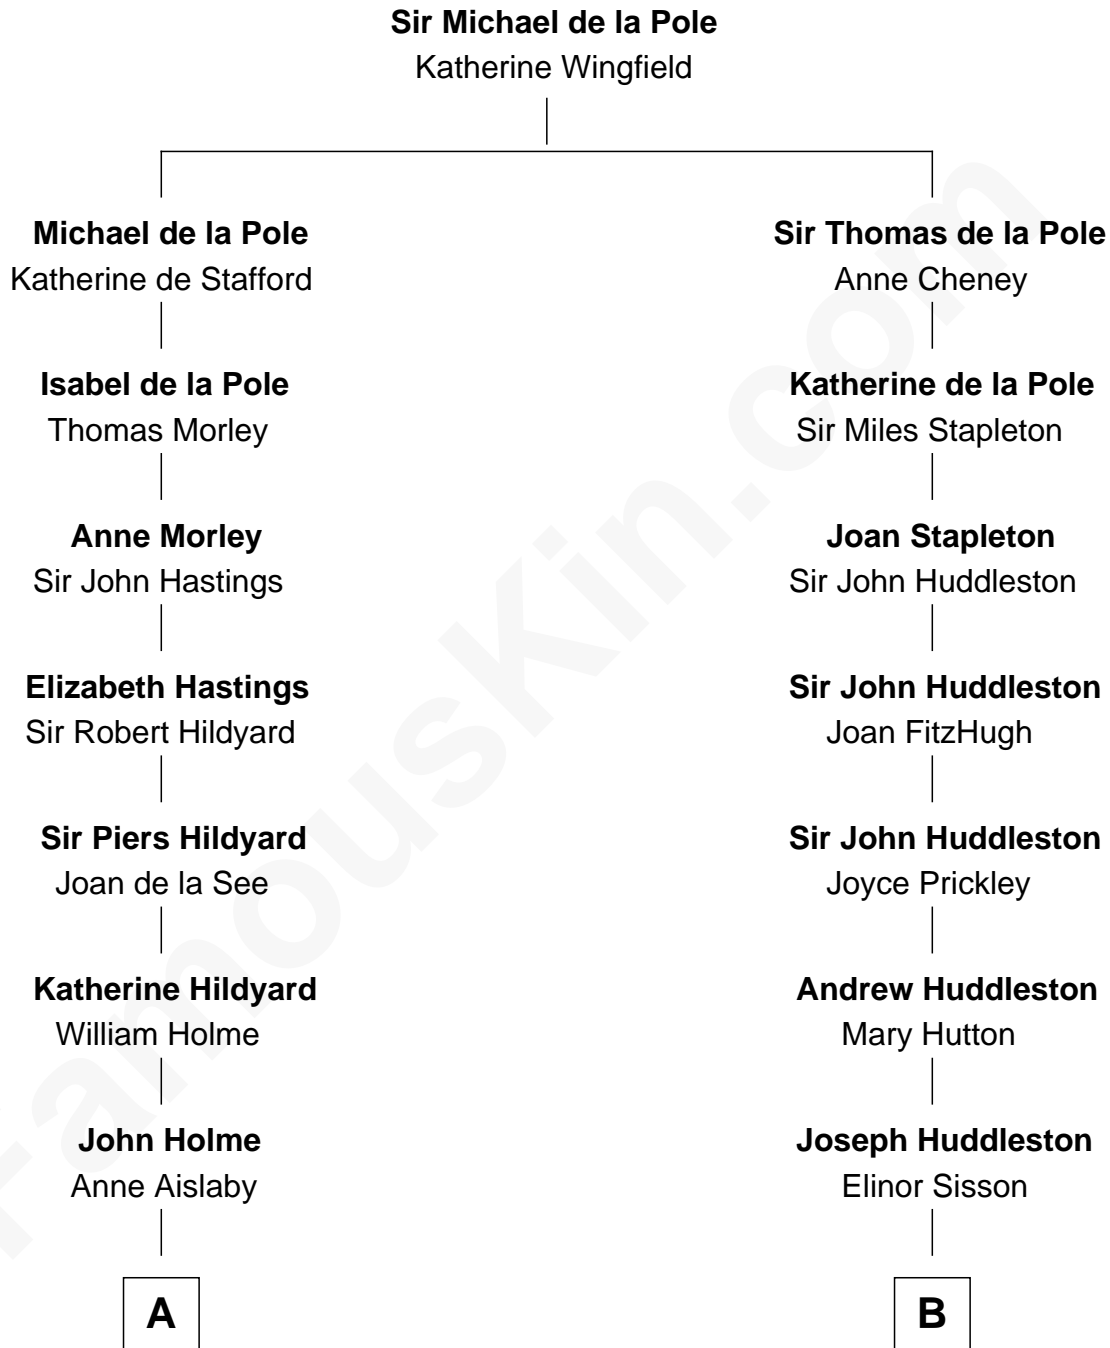 Sir Michael de la Pole
Katherine Wingfield
Michael de la Pole
Katherine de Stafford
Isabel de la Pole
Thomas Morley
Anne Morley
Sir John Hastings
Elizabeth Hastings
Sir Robert Hildyard
Sir Piers Hildyard
Joan de la See
Katherine Hildyard
William Holme
John Holme
Anne Aislaby
A
Sir Thomas de la Pole
Anne Cheney
Katherine de la Pole
Sir Miles Stapleton
Joan Stapleton
Sir John Huddleston
Sir John Huddleston
Joan FitzHugh
Sir John Huddleston
Joyce Prickley
Andrew Huddleston
Mary Hutton
Joseph Huddleston
Elinor Sisson
B
FamousKin.com